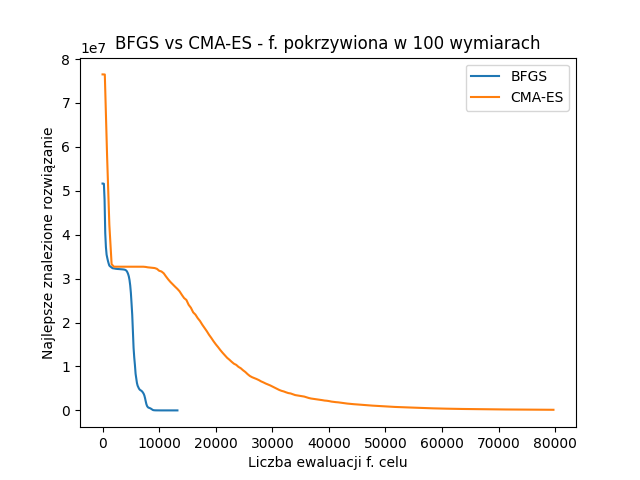 BFGS vs CMA-ES - f. pokrzywiona w 100 wymiarach
1e7
BFGS
CMA-ES
8
7
6
5
4
3
2
1
0
Najlepsze znalezione rozwiązanie
0 10000 20000 30000 40000 50000 60000 70000 80000
Liczba ewaluacji f. celu